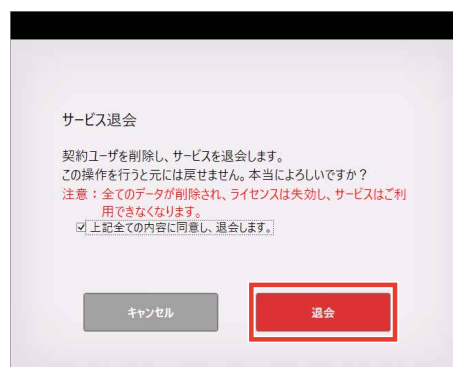 サービス退会
契約ユーザを削除し、サービスを退会します。
この操作を行うと元には戻せません。本当によろしいですか？
注意：全てのデータが削除され、ライセンスは失効し、サービスはご利
用できなくなります。
上記全ての内容に同意し、退会します。
キャンセル
退会